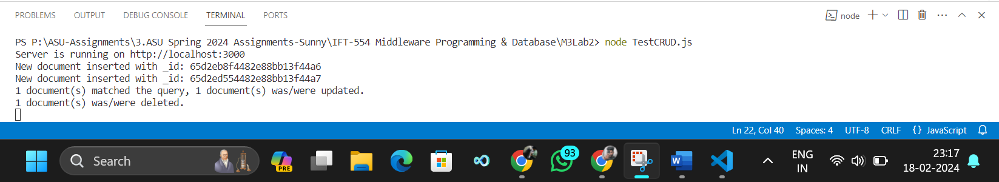 PROBLEMS OUTPUT DEBUG CONSOLE TERMINAL PORTS node
PS P:\ASU-Assignments\3.ASU Spring 2024 Assignments-Sunny\IFT-554 Middleware Programming & Database\M3Lab2> node TestCRUD.js
Server is running on http://localhost:3000
New document inserted with _id: 65d2eb8f4482e88bb13f44a6
New document inserted with _id: 65d2ed554482e88bb13f44a7
1 document(s) matched the query, 1 document(s) was/were updated.
1 document(s) was/were deleted.
Ln 22, Col 40 Spaces: 4 UTF-8 CRLF {} JavaScript
Search PRE 93 W ENG 23:17
IN 18-02-2024